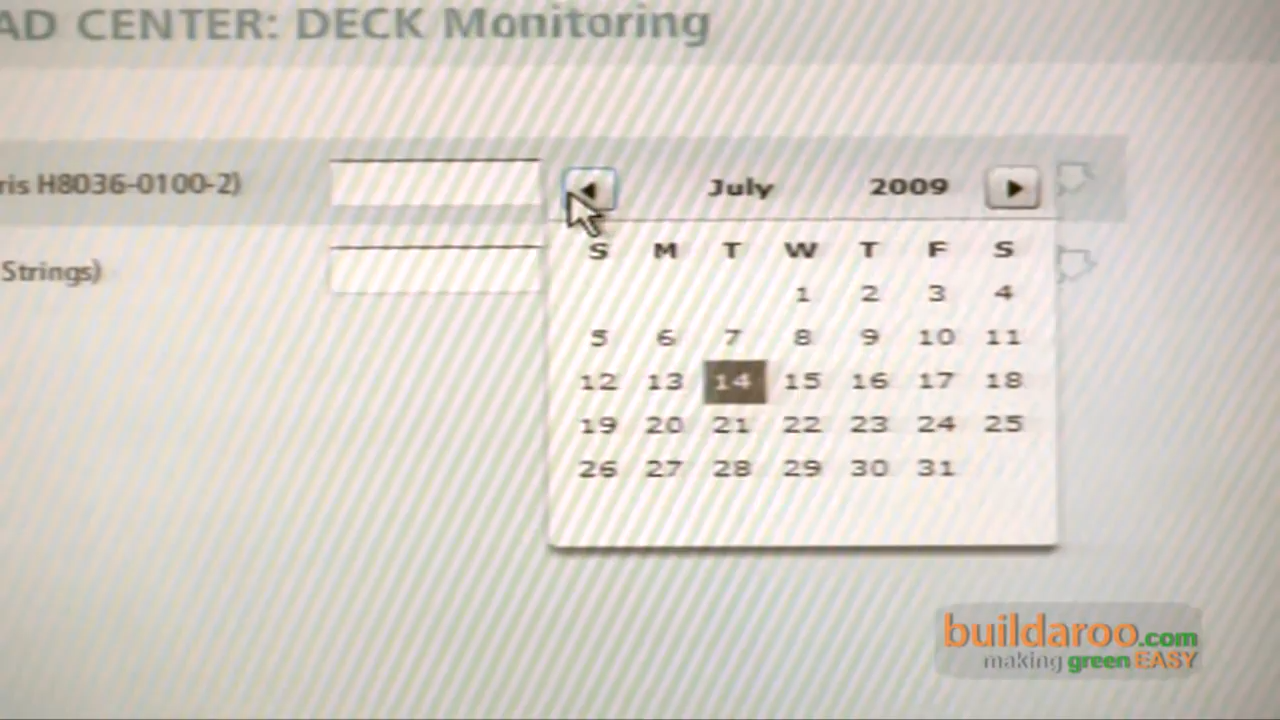 AD CENTER: DECK Monitoring
ris H8036-0100-2)
July 2009
S M T W T F S
Strings)
1 2 3 4
5 6 7 8 9 10 11
12 13 14 15 16 17 18
19 20 21 22 23 24 25
26 27 28 29 30 31
buildaroo.com
making green EASY